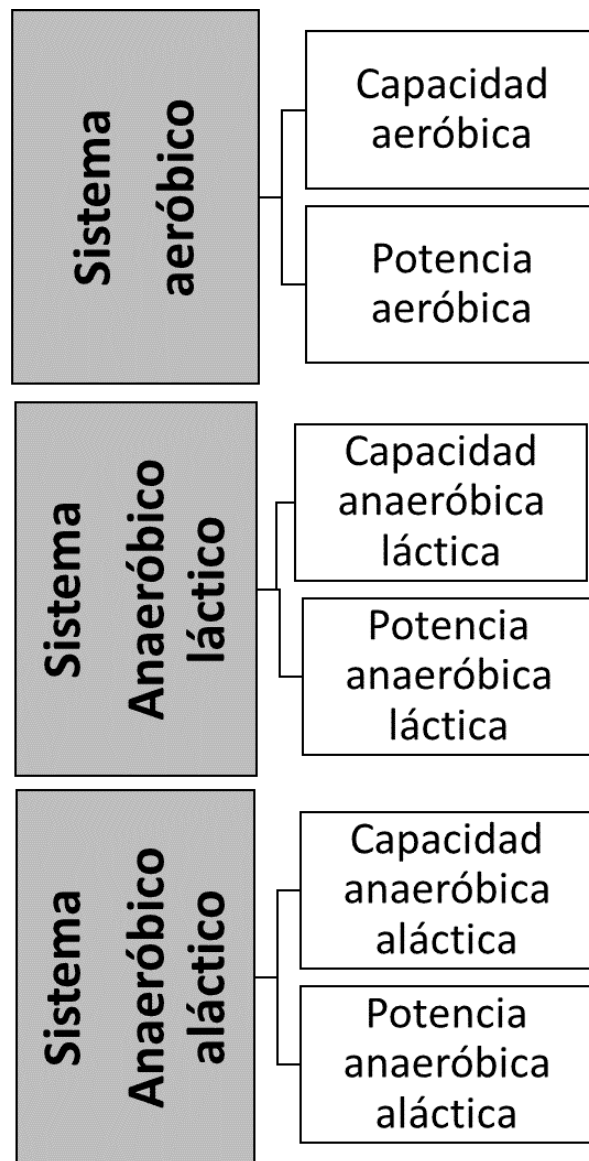 Sistema
aeróbico
Capacidad
aeróbica
Potencia
aeróbica
Sistema
Anaeróbico
láctico
Capacidad
anaeróbica
láctica
Potencia
anaeróbica
láctica
Sistema
Anaeróbico
aláctico
Capacidad
anaeróbica
aláctica
Potencia
anaeróbica
aláctica